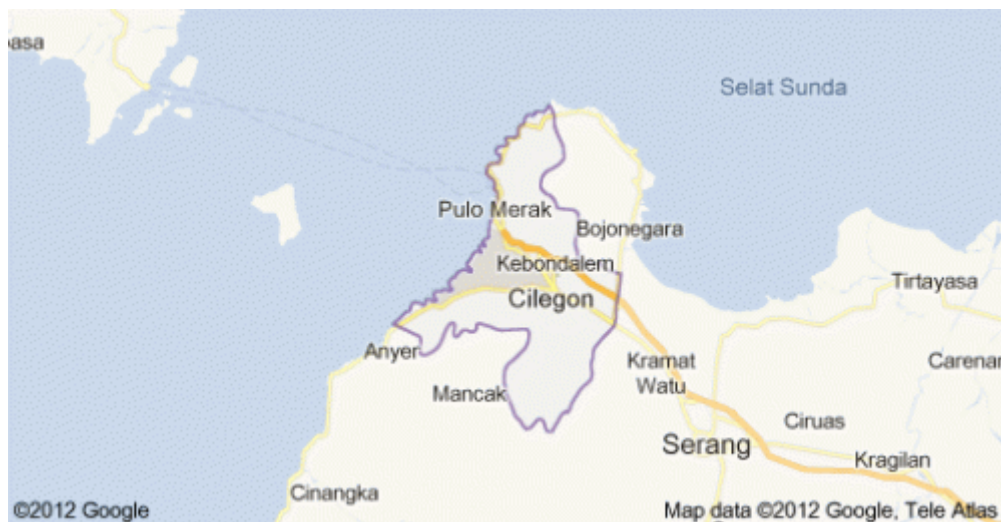 basa
Selat Sunda
Pulo Merak
Bojonegara
Kebondalem
Tirtayasa
Cilegon
Anyer
Kramat
Watu
Carenan
Mancak
Ciruas
Serang
Kragilan
Cinangka
©2012 Google
Map data ©2012 Google, Tele Atlas